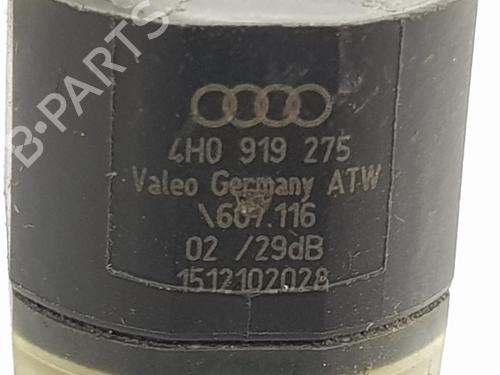 B-PARTS
4H0 919 275
Valeo Germany ATW
\607.116
02 /29dB
1512102028